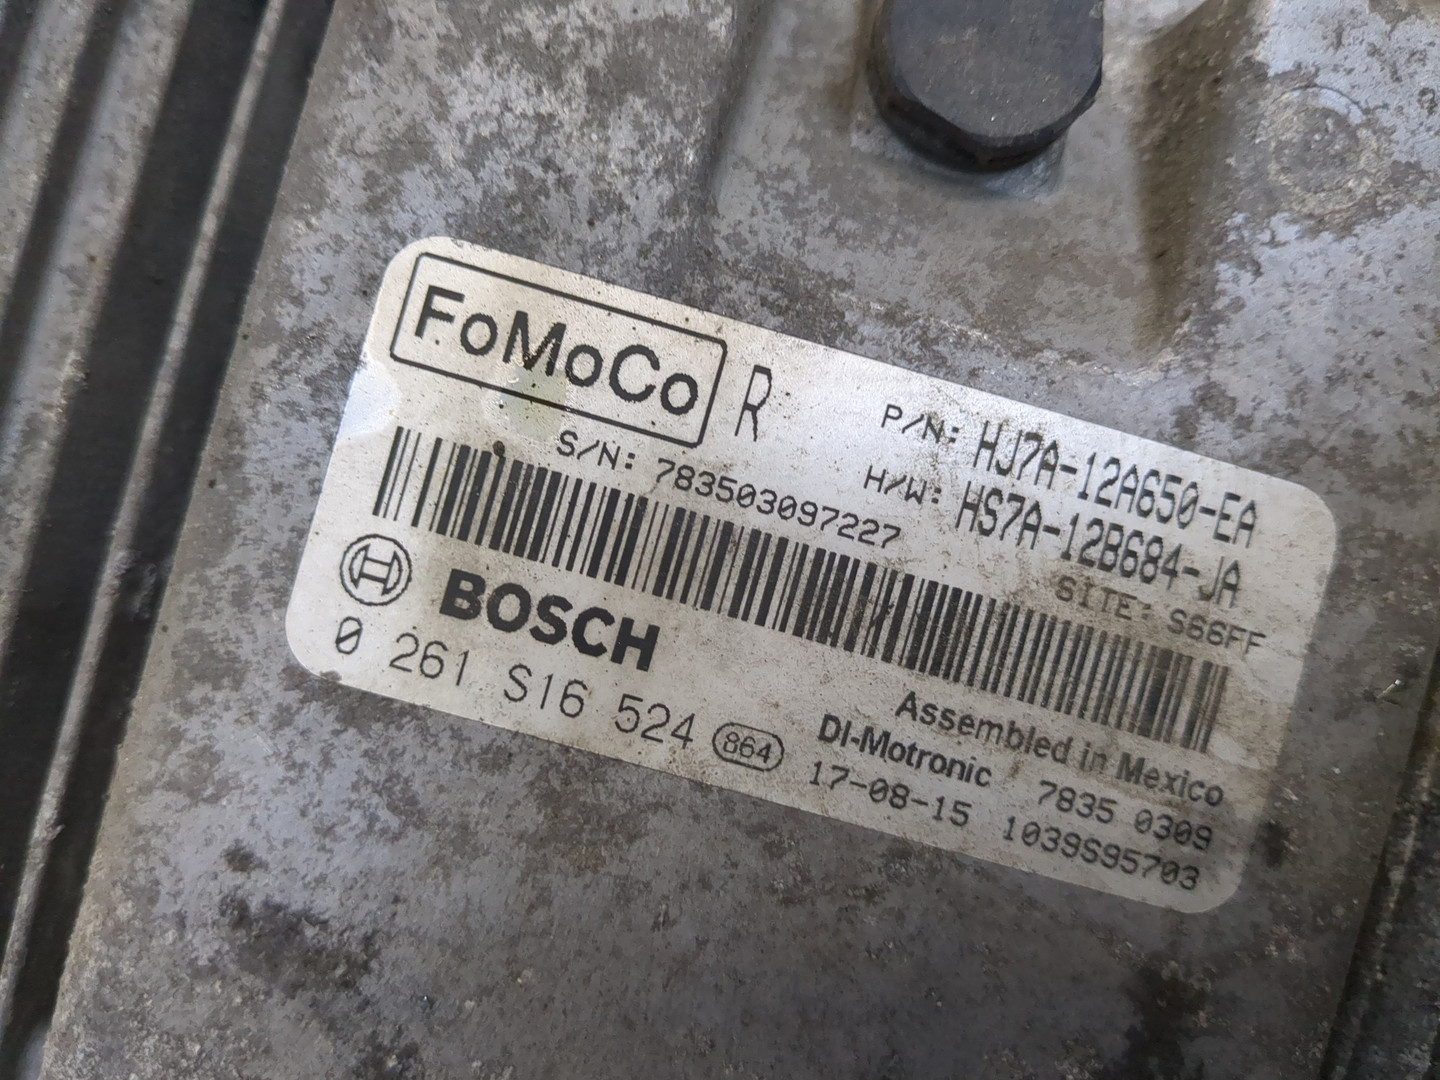 FoMoCo R
P/N: HJ7A-12A650-EA
H/W: HS7A-12B684-JA
S/N: 783503097227
SITE: S66FF
BOSCH
0 261 S16 524 864
Assembled in Mexico
DI-Motronic 7835 0309
17-08-15 1039S95703